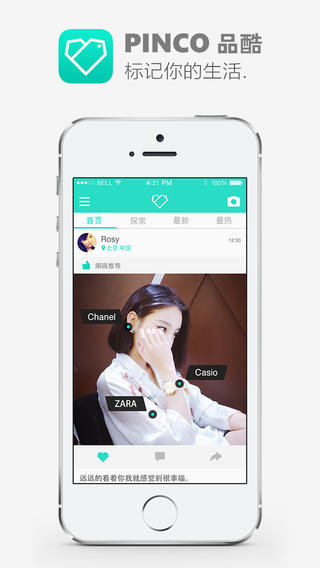 PINCO 品酷
标记你的生活.
BELL 4:21 PM 100%
首页 探索 最新 最热
Rosy 12:30
北京 中国
编辑推荐
Chanel
Casio
ZARA
远远的看着你我就感觉到很幸福。